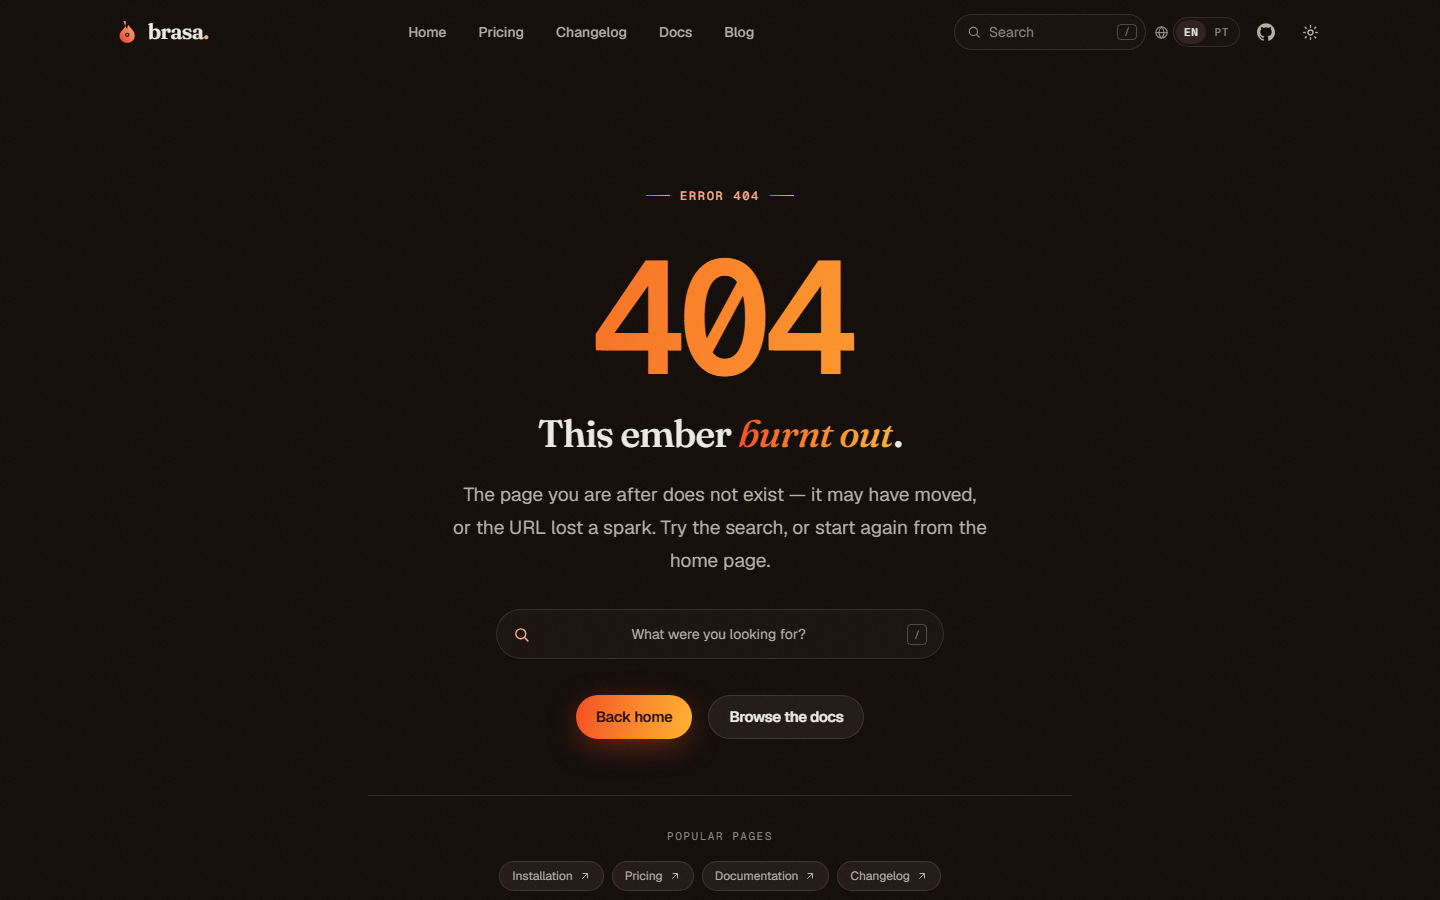 brasa.
Home Pricing Changelog Docs Blog
Search /
EN PT
ERROR 404
404
This ember burnt out.
The page you are after does not exist — it may have moved,
or the URL lost a spark. Try the search, or start again from the
home page.
What were you looking for? /
Back home Browse the docs
POPULAR PAGES
Installation Pricing Documentation Changelog